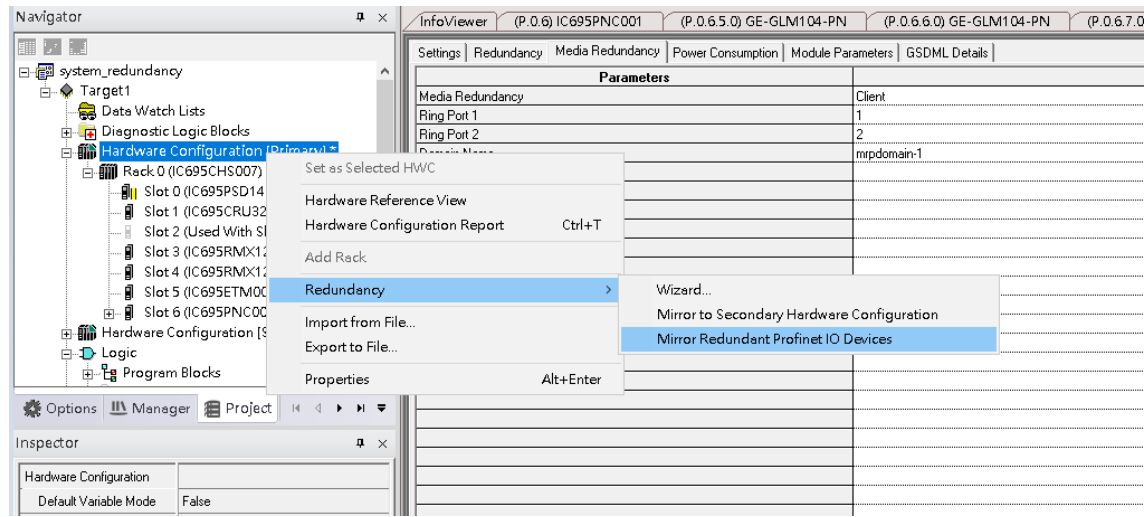 Navigator
system_redundancy
Target1
Data Watch Lists
Diagnostic Logic Blocks
Hardware Configuration [Primary] *
Rack 0 (IC695CHS007)
Slot 0 (IC695PSD14
Slot 1 (IC695CRU32
Slot 2 (Used With Sl
Slot 3 (IC695RMX12
Slot 4 (IC695RMX12
Slot 5 (IC695ETM00
Slot 6 (IC695PNC00
Hardware Configuration [S
Logic
Program Blocks
Options Manager Project
Inspector
Hardware Configuration
Default Variable Mode False
InfoViewer (P.0.6) IC695PNC001 (P.0.6.5.0) GE-GLM104-PN (P.0.6.6.0) GE-GLM104-PN (P.0.6.7.0
Settings Redundancy Media Redundancy Power Consumption Module Parameters GSDML Details
Parameters
Media Redundancy Client
Ring Port 1 1
Ring Port 2 2
Domain Name mrpdomain-1
Set as Selected HWC
Hardware Reference View
Hardware Configuration Report Ctrl+T
Add Rack
Redundancy >
Import from File...
Export to File...
Properties Alt+Enter
Wizard...
Mirror to Secondary Hardware Configuration
Mirror Redundant Profinet IO Devices